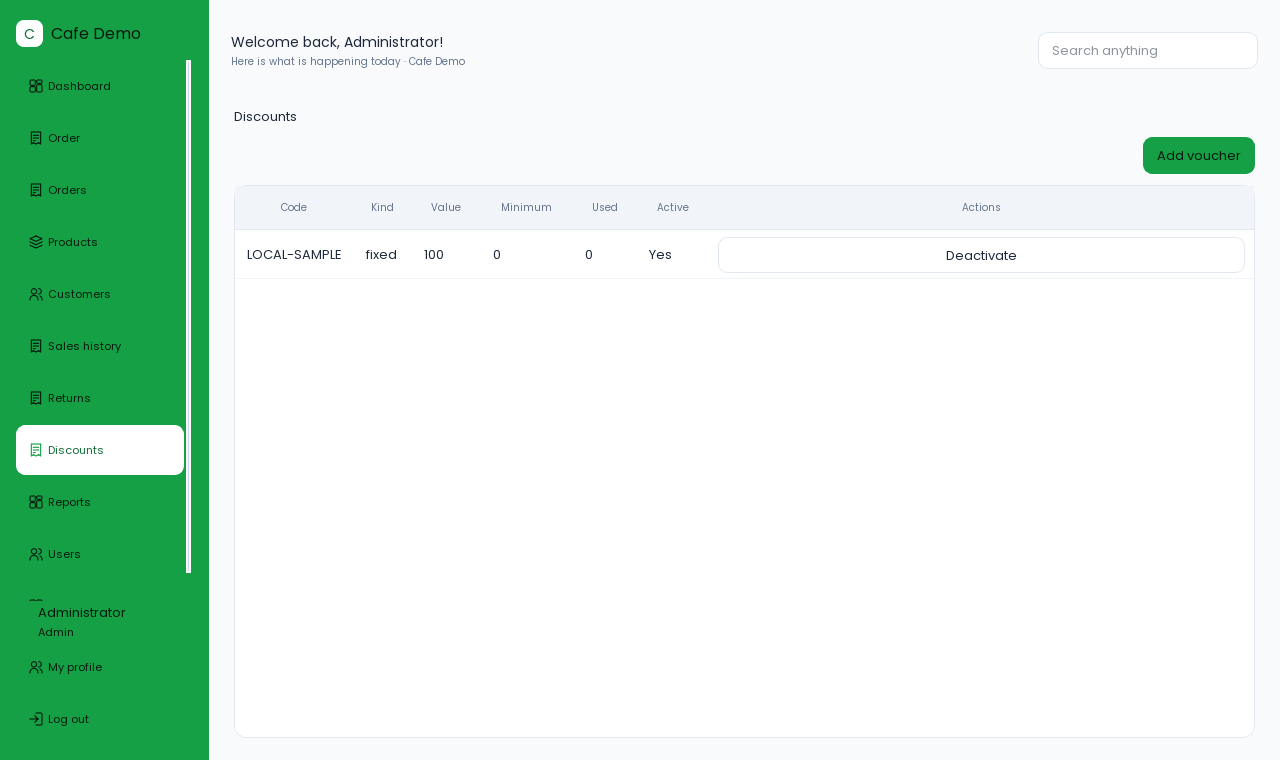 C
Cafe Demo
Dashboard
Order
Orders
Products
Customers
Sales history
Returns
Discounts
Reports
Users
Administrator
Admin
My profile
Log out
Welcome back, Administrator!
Here is what is happening today · Cafe Demo
Search anything
Discounts
Add voucher
Code Kind Value Minimum Used Active Actions
LOCAL-SAMPLE fixed 100 0 0 Yes Deactivate